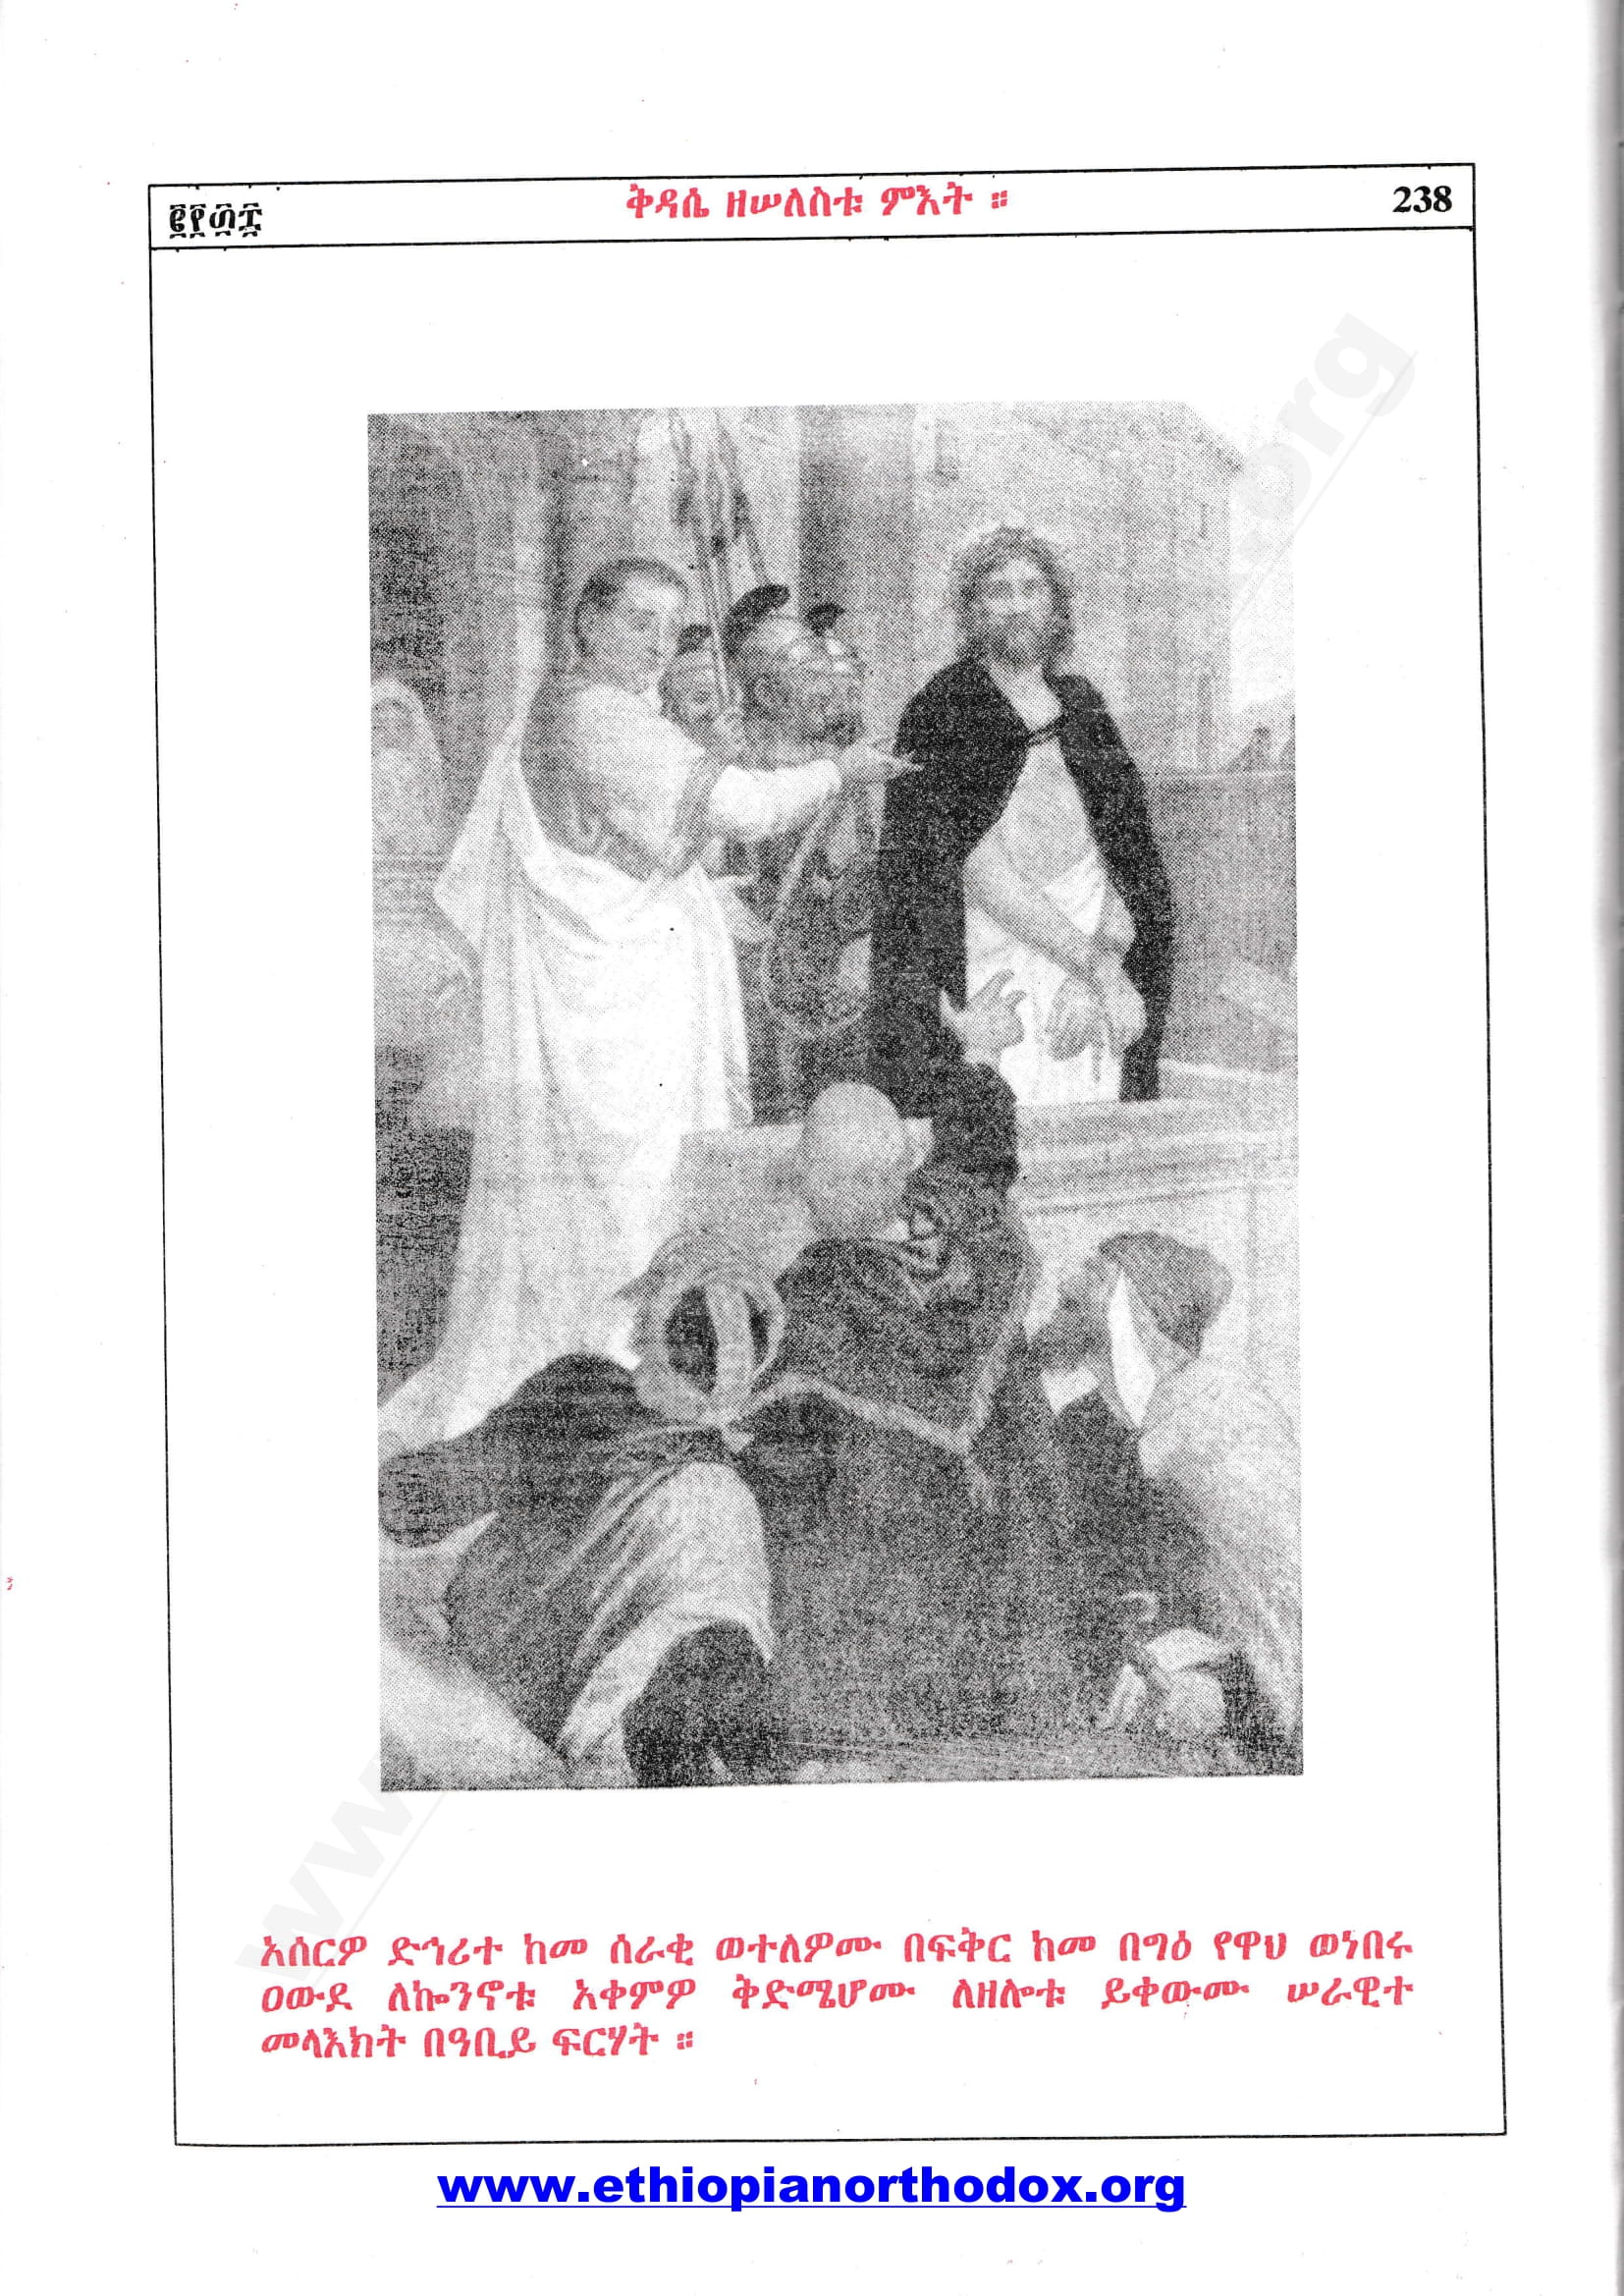 ፪፻፴፰ ቅዳሴ ዘሠለስቱ ምእት ። 238
አሰርዎ ድኅሪተ ከመ ሰራቂ ወተለዎሙ በፍቅር ከመ በግዕ የዋህ ወነበሩ
ዐውደ ለኰንኖቱ አቀምዎ ቅድሜሆሙ ለዘሎቱ ይቀውሙ ሠራዊተ
መላእክት በዓቢይ ፍርሃት ።
www.ethiopianorthodox.org